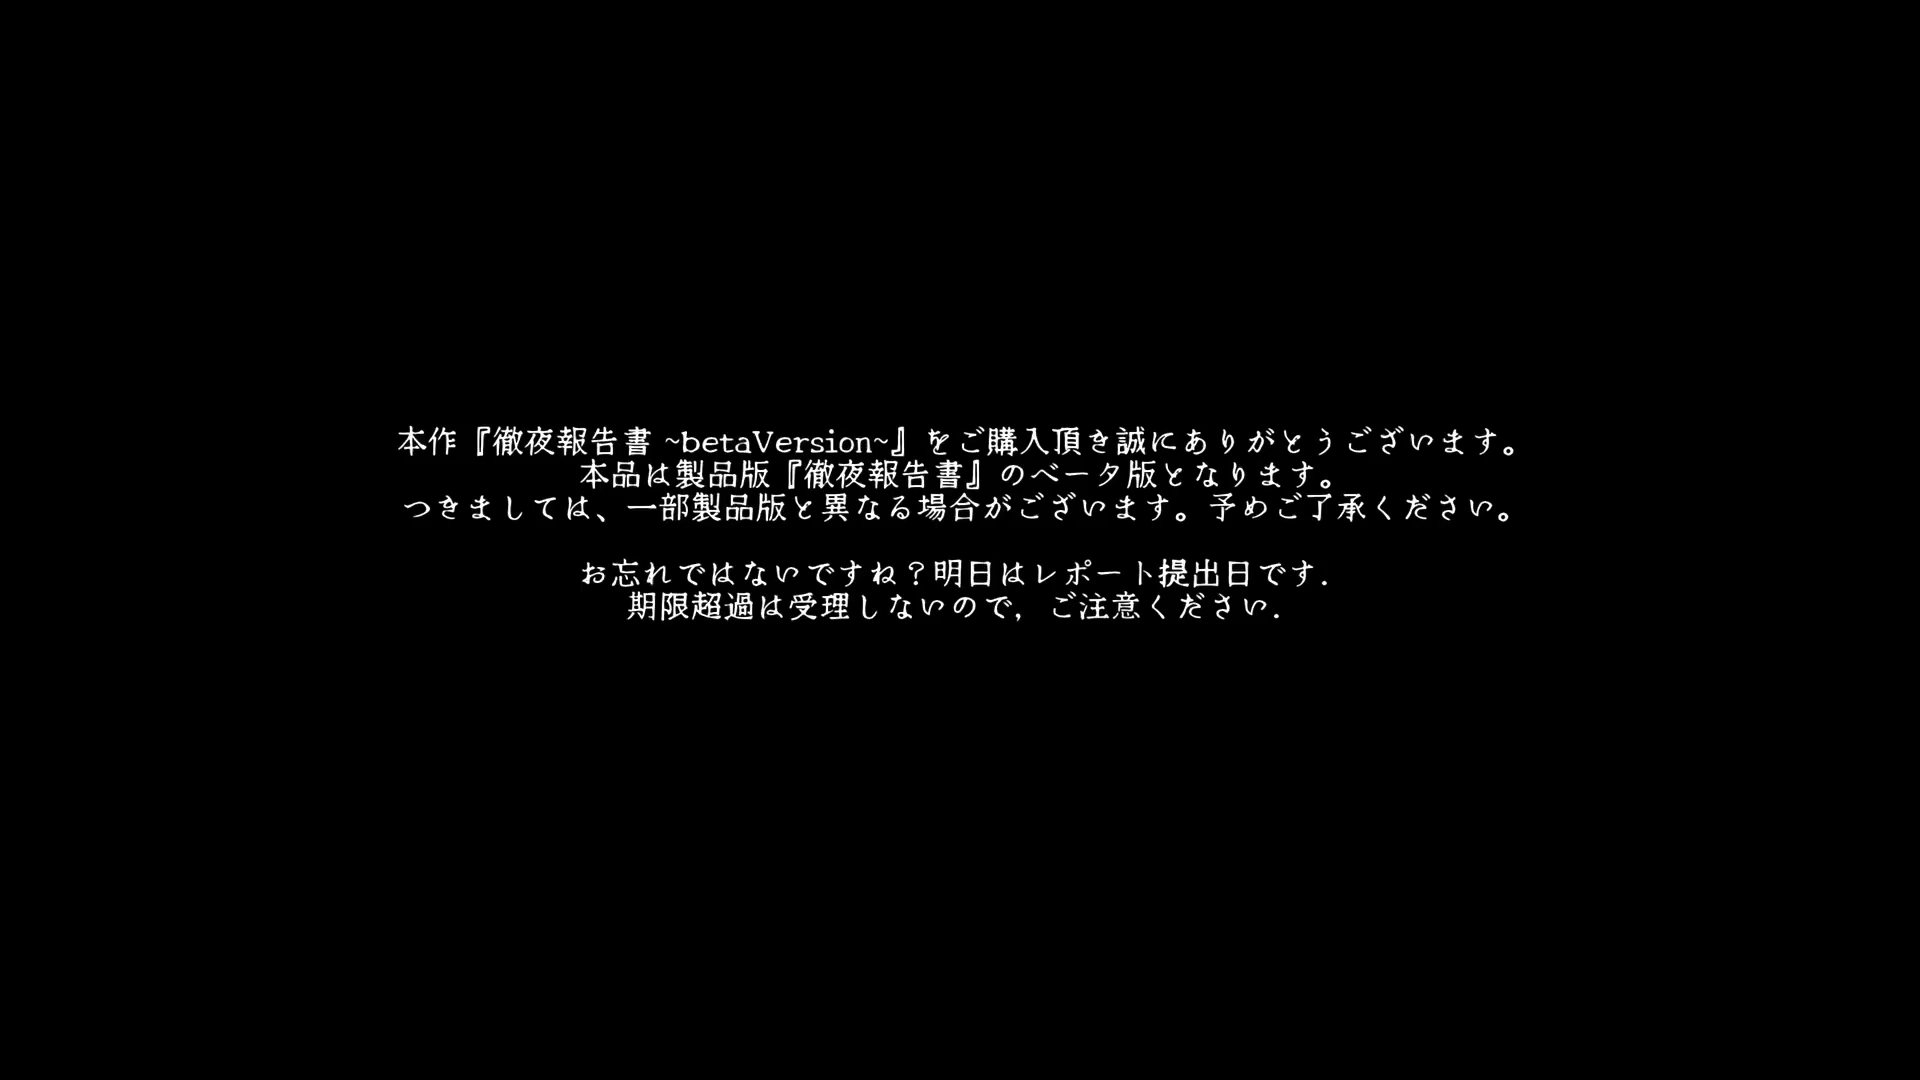 本作『徹夜報告書 ~betaVersion~』をご購入頂き誠にありがとうございます。
本品は製品版『徹夜報告書』のベータ版となります。
つきましては、一部製品版と異なる場合がございます。予めご了承ください。
お忘れではないですね？明日はレポート提出日です.
期限超過は受理しないので, ご注意ください.